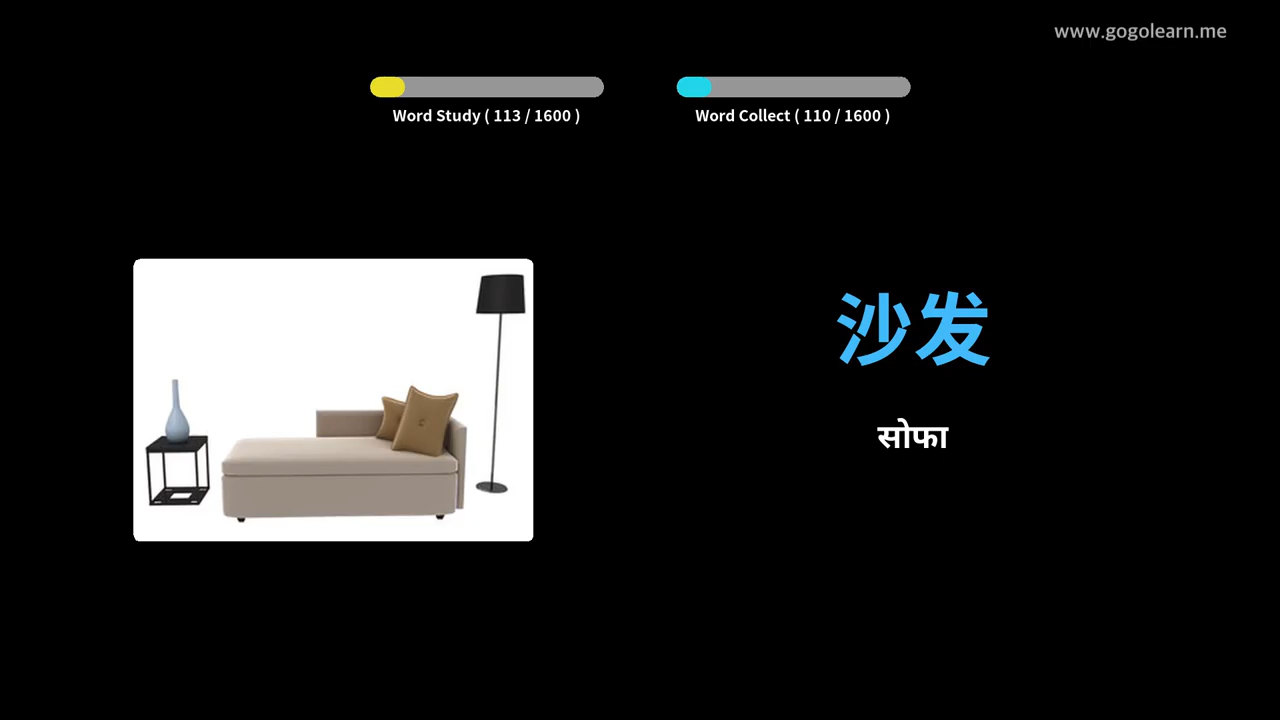 www.gogolearn.me
Word Study ( 113 / 1600 )
Word Collect ( 110 / 1600 )
沙发
सोफा